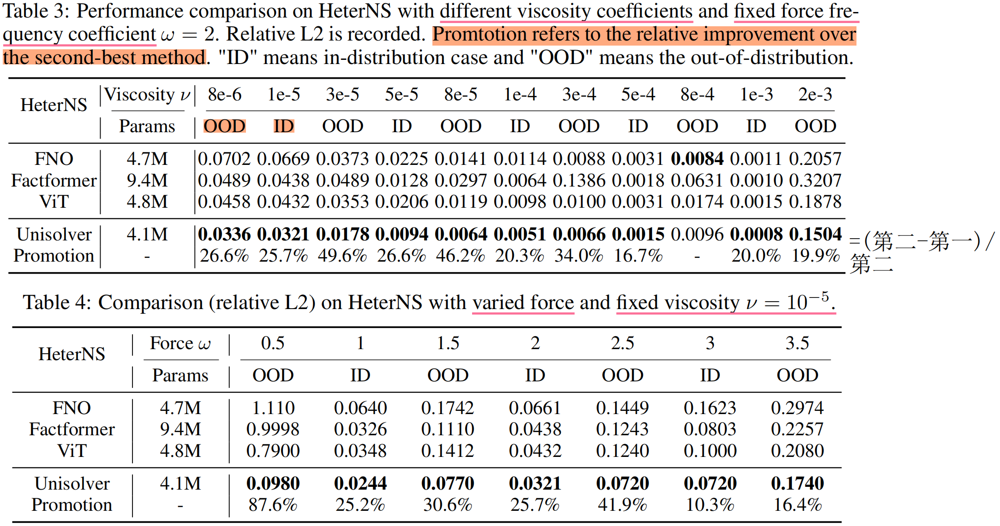 Table 3: Performance comparison on HeterNS with different viscosity coefficients and fixed force fre-
quency coefficient ω = 2. Relative L2 is recorded. Promtotion refers to the relative improvement over
the second-best method. "ID" means in-distribution case and "OOD" means the out-of-distribution.
HeterNS Viscosity ν 8e-6 1e-5 3e-5 5e-5 8e-5 1e-4 3e-4 5e-4 8e-4 1e-3 2e-3
Params OOD ID OOD ID OOD ID OOD ID OOD ID OOD
FNO 4.7M 0.0702 0.0669 0.0373 0.0225 0.0141 0.0114 0.0088 0.0031 0.0084 0.0011 0.2057
Factformer 9.4M 0.0489 0.0438 0.0489 0.0128 0.0297 0.0064 0.1386 0.0018 0.0631 0.0010 0.3207
ViT 4.8M 0.0458 0.0432 0.0353 0.0206 0.0119 0.0098 0.0100 0.0031 0.0174 0.0015 0.1878
Unisolver 4.1M 0.0336 0.0321 0.0178 0.0094 0.0064 0.0051 0.0066 0.0015 0.0096 0.0008 0.1504
Promotion - 26.6% 25.7% 49.6% 26.6% 46.2% 20.3% 34.0% 16.7% - 20.0% 19.9%
=(第二-第一)/
第二
Table 4: Comparison (relative L2) on HeterNS with varied force and fixed viscosity ν = 10⁻⁵.
HeterNS Force ω 0.5 1 1.5 2 2.5 3 3.5
Params OOD ID OOD ID OOD ID OOD
FNO 4.7M 1.110 0.0640 0.1742 0.0661 0.1449 0.1623 0.2974
Factformer 9.4M 0.9998 0.0326 0.1110 0.0438 0.1243 0.0803 0.2257
ViT 4.8M 0.7900 0.0348 0.1412 0.0432 0.1240 0.1000 0.2080
Unisolver 4.1M 0.0980 0.0244 0.0770 0.0321 0.0720 0.0720 0.1740
Promotion - 87.6% 25.2% 30.6% 25.7% 41.9% 10.3% 16.4%